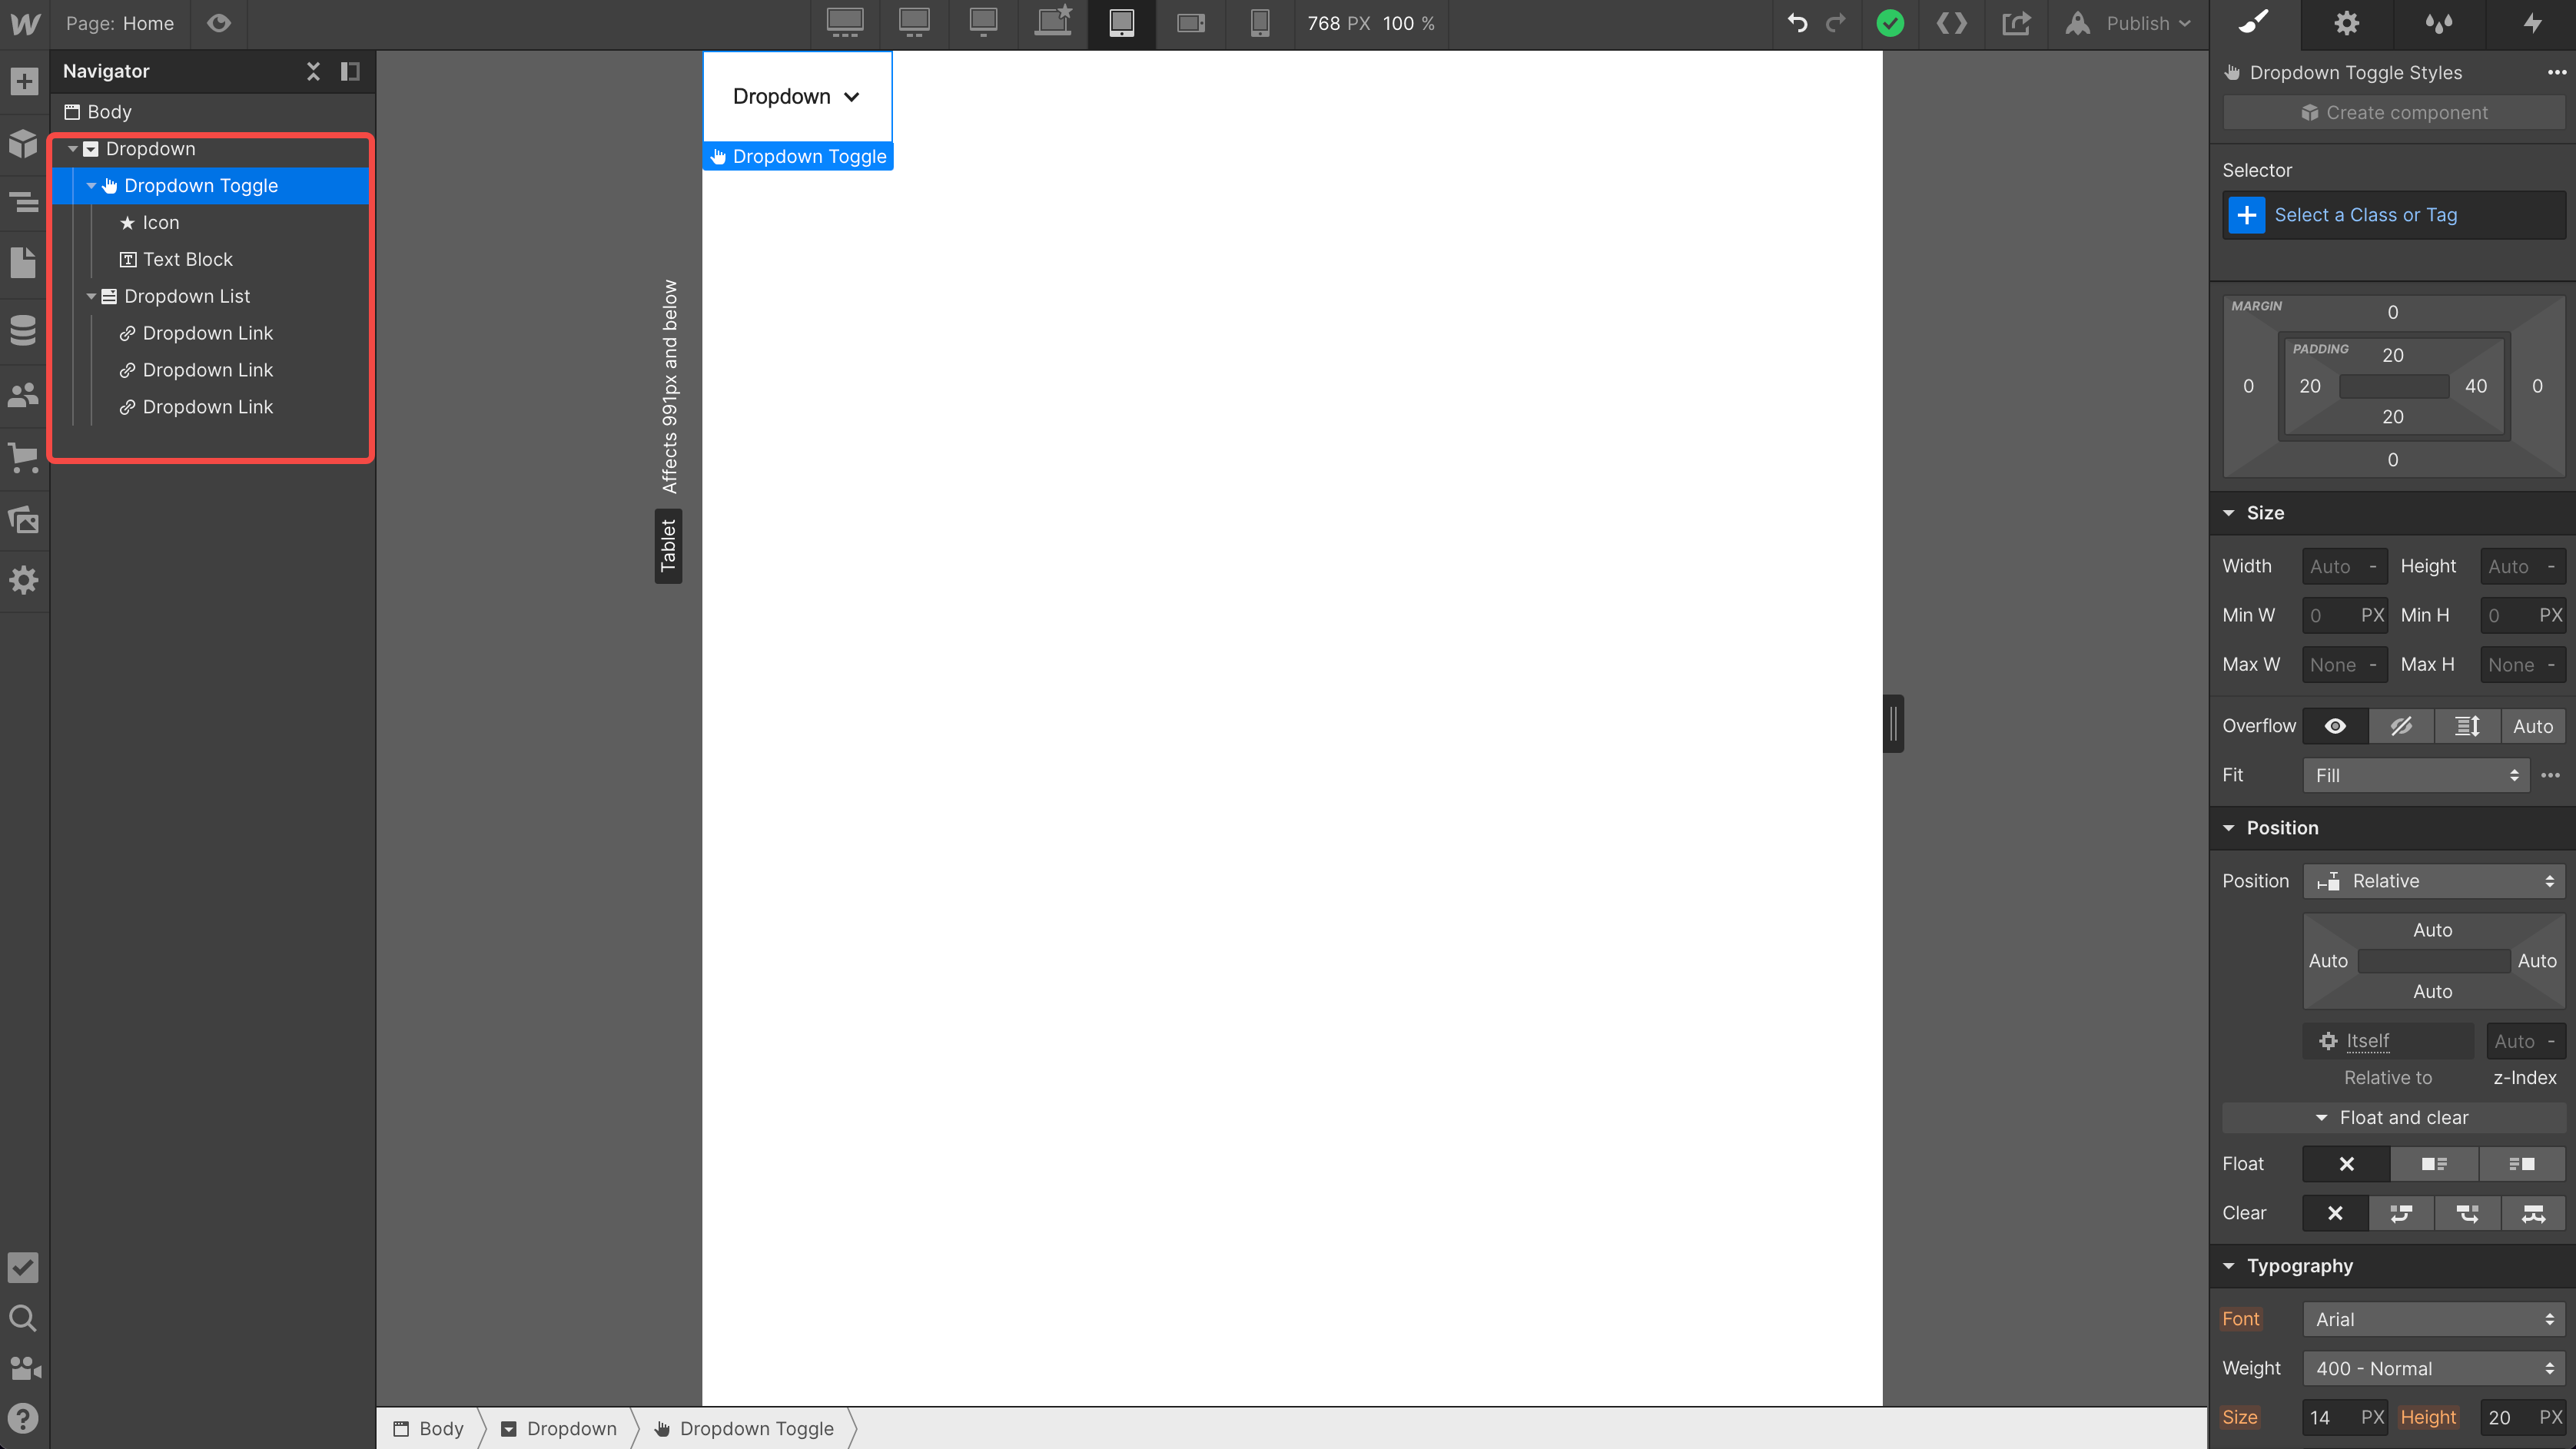 Page: Home
768 PX 100 %
Publish
Navigator
Body
Dropdown
Dropdown Toggle
Icon
Text Block
Dropdown List
Dropdown Link
Dropdown Link
Dropdown Link
Dropdown
Dropdown Toggle
Affects 991px and below
Tablet
Body
Dropdown
Dropdown Toggle
Dropdown Toggle Styles
Create component
Selector
Select a Class or Tag
MARGIN
0
PADDING
20
0 20 40 0
20
0
Size
Width Auto - Height Auto -
Min W 0 PX Min H 0 PX
Max W None - Max H None -
Overflow Auto
Fit Fill
Position
Position Relative
Auto
Auto Auto
Auto
Itself Auto -
Relative to z-Index
Float and clear
Float
Clear
Typography
Font Arial
Weight 400 - Normal
Size 14 PX Height 20 PX